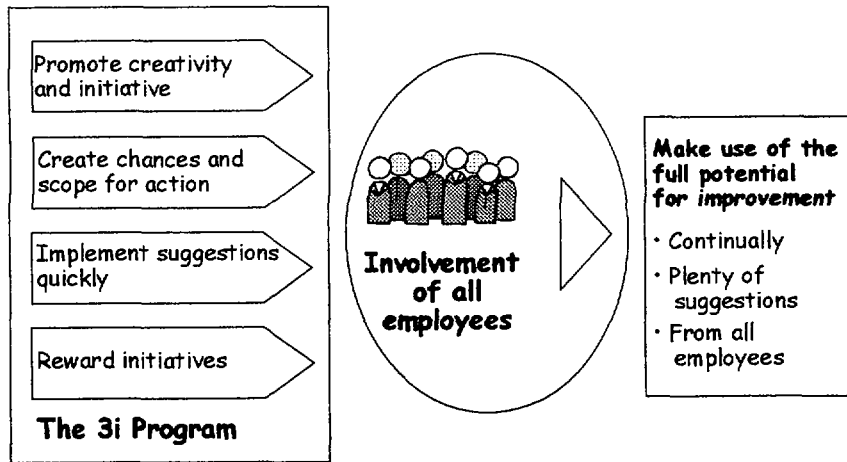 Promote creativity
and initiative
Create chances and
scope for action
Implement suggestions
quickly
Reward initiatives
The 3i Program
Involvement
of all
employees
Make use of the
full potential
for improvement
· Continually
· Plenty of
suggestions
· From all
employees